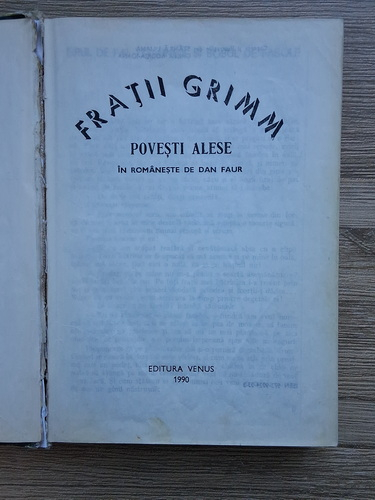 FRAȚII GRIMM
POVEȘTI ALESE
ÎN ROMÂNEȘTE DE DAN FAUR
EDITURA VENUS
1990